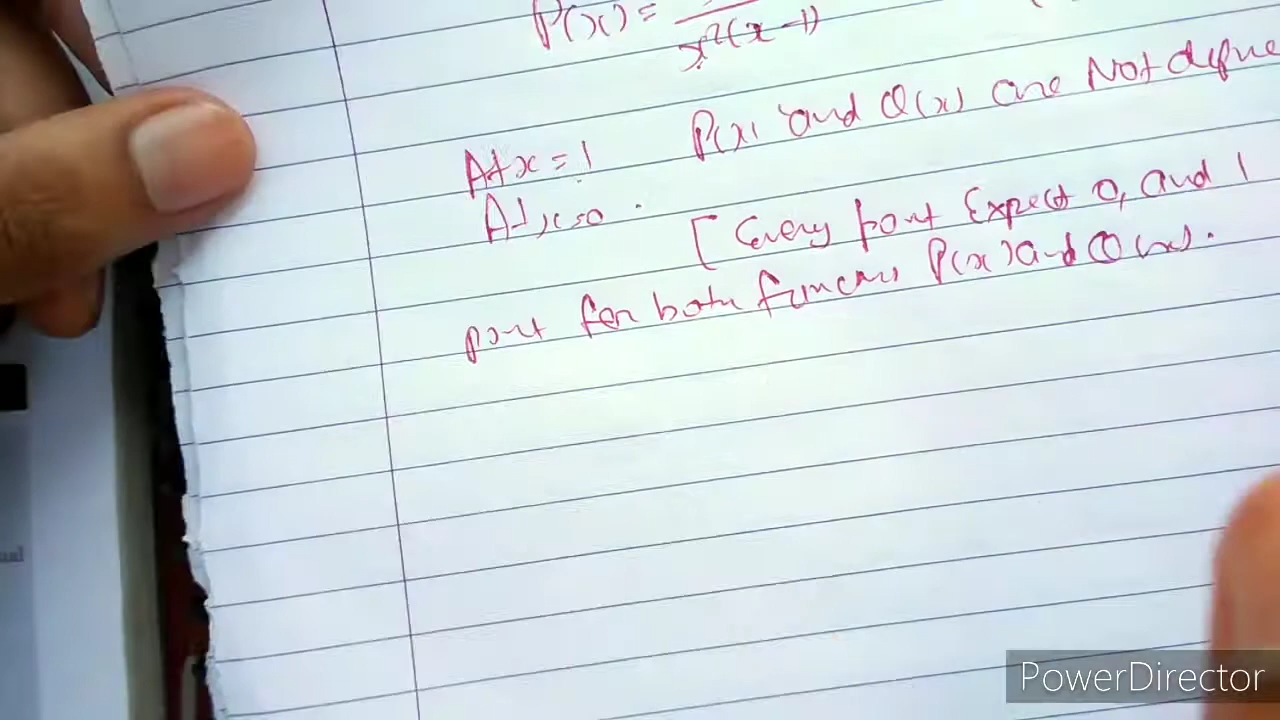 P(x) = / x²(x-1)
At x = 1 P(x) and Q(x) are Not define
At x=0 . [ Every point Expect 0, and 1
point for both functions P(x) and Q(x).
PowerDirector